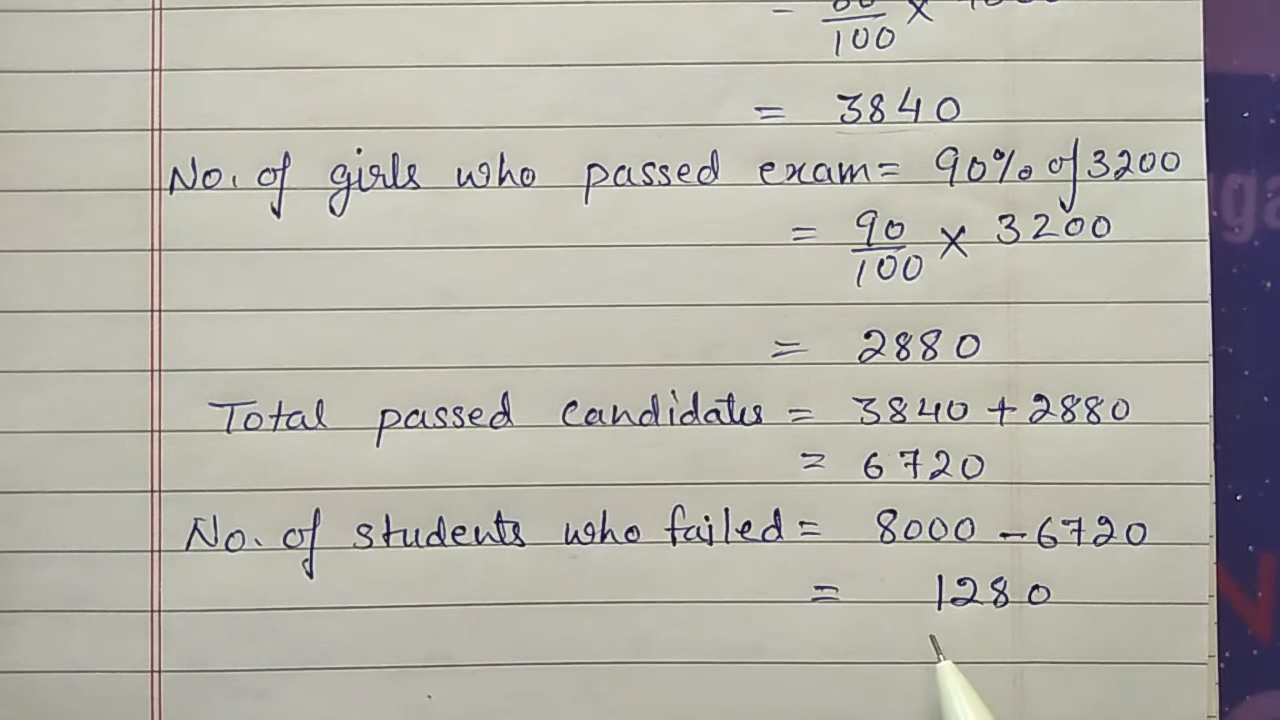 100
= 3840
No. of girls who passed exam = 90% of 3200
= 90/100 × 3200
= 2880
Total passed candidates = 3840 + 2880
= 6720
No. of students who failed = 8000 - 6720
= 1280